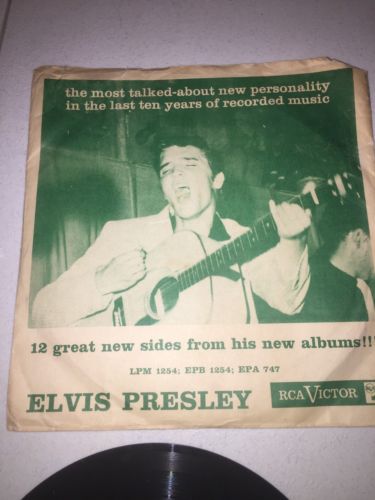 the most talked-about new personality
in the last ten years of recorded music
12 great new sides from his new albums!!!
LPM 1254; EPB 1254; EPA 747
ELVIS PRESLEY
RCA VICTOR